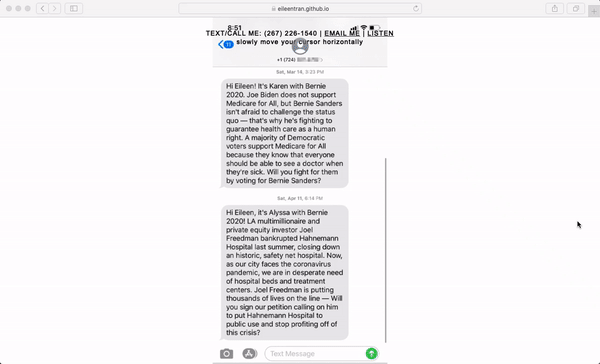 eileentran.github.io
8:51
TEXT/CALL ME: (267) 226-1540 | EMAIL ME | LISTEN
slowly move your cursor horizontally
11
+1 (724)
Sat, Mar 14, 5:23 PM
Hi Eileen! It's Karen with Bernie
2020. Joe Biden does not support
Medicare for All, but Bernie Sanders
isn't afraid to challenge the status
quo — that's why he's fighting to
guarantee health care as a human
right. A majority of Democratic
voters support Medicare for All
because they know that everyone
should be able to see a doctor when
they're sick. Will you fight for them
by voting for Bernie Sanders?
Sat, Apr 11, 6:14 PM
Hi Eileen, it's Alyssa with Bernie
2020! LA multimillionaire and
private equity investor Joel
Freedman bankrupted Hahnemann
Hospital last summer, closing down
an historic, safety net hospital. Now,
as our city faces the coronavirus
pandemic, we are in desperate need
of hospital beds and treatment
centers. Joel Freedman is putting
thousands of lives on the line — Will
you sign our petition calling on him
to put Hahnemann Hospital to
public use and stop profiting off of
this crisis?
Text Message